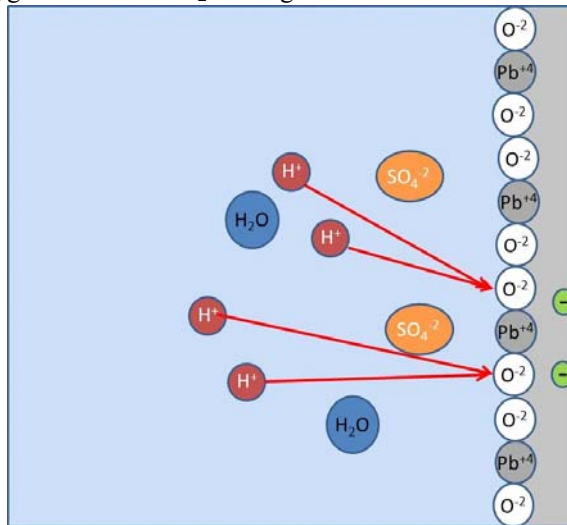 O⁻²
Pb⁺⁴
O⁻²
O⁻²
H⁺
SO₄⁻²
Pb⁺⁴
H₂O
H⁺
O⁻²
O⁻²
−
H⁺
SO₄⁻²
Pb⁺⁴
H⁺
O⁻²
−
O⁻²
H₂O
Pb⁺⁴
O⁻²